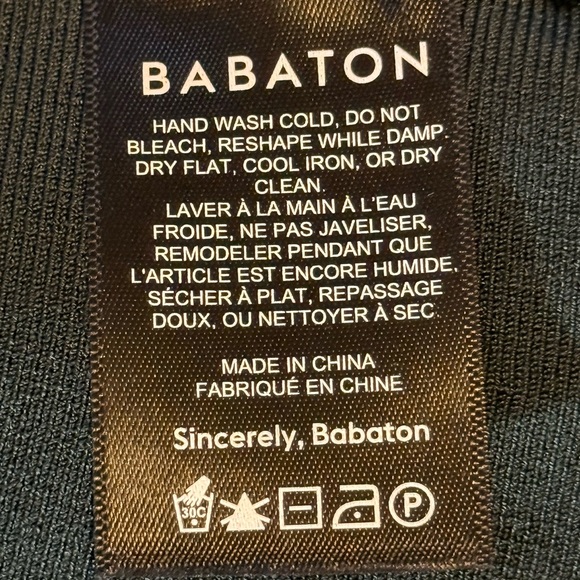 BABATON
HAND WASH COLD, DO NOT
BLEACH, RESHAPE WHILE DAMP.
DRY FLAT, COOL IRON, OR DRY
CLEAN.
LAVER À LA MAIN À L'EAU
FROIDE, NE PAS JAVELISER,
REMODELER PENDANT QUE
L'ARTICLE EST ENCORE HUMIDE,
SÉCHER À PLAT, REPASSAGE
DOUX, OU NETTOYER À SEC
MADE IN CHINA
FABRIQUÉ EN CHINE
Sincerely, Babaton
30C P